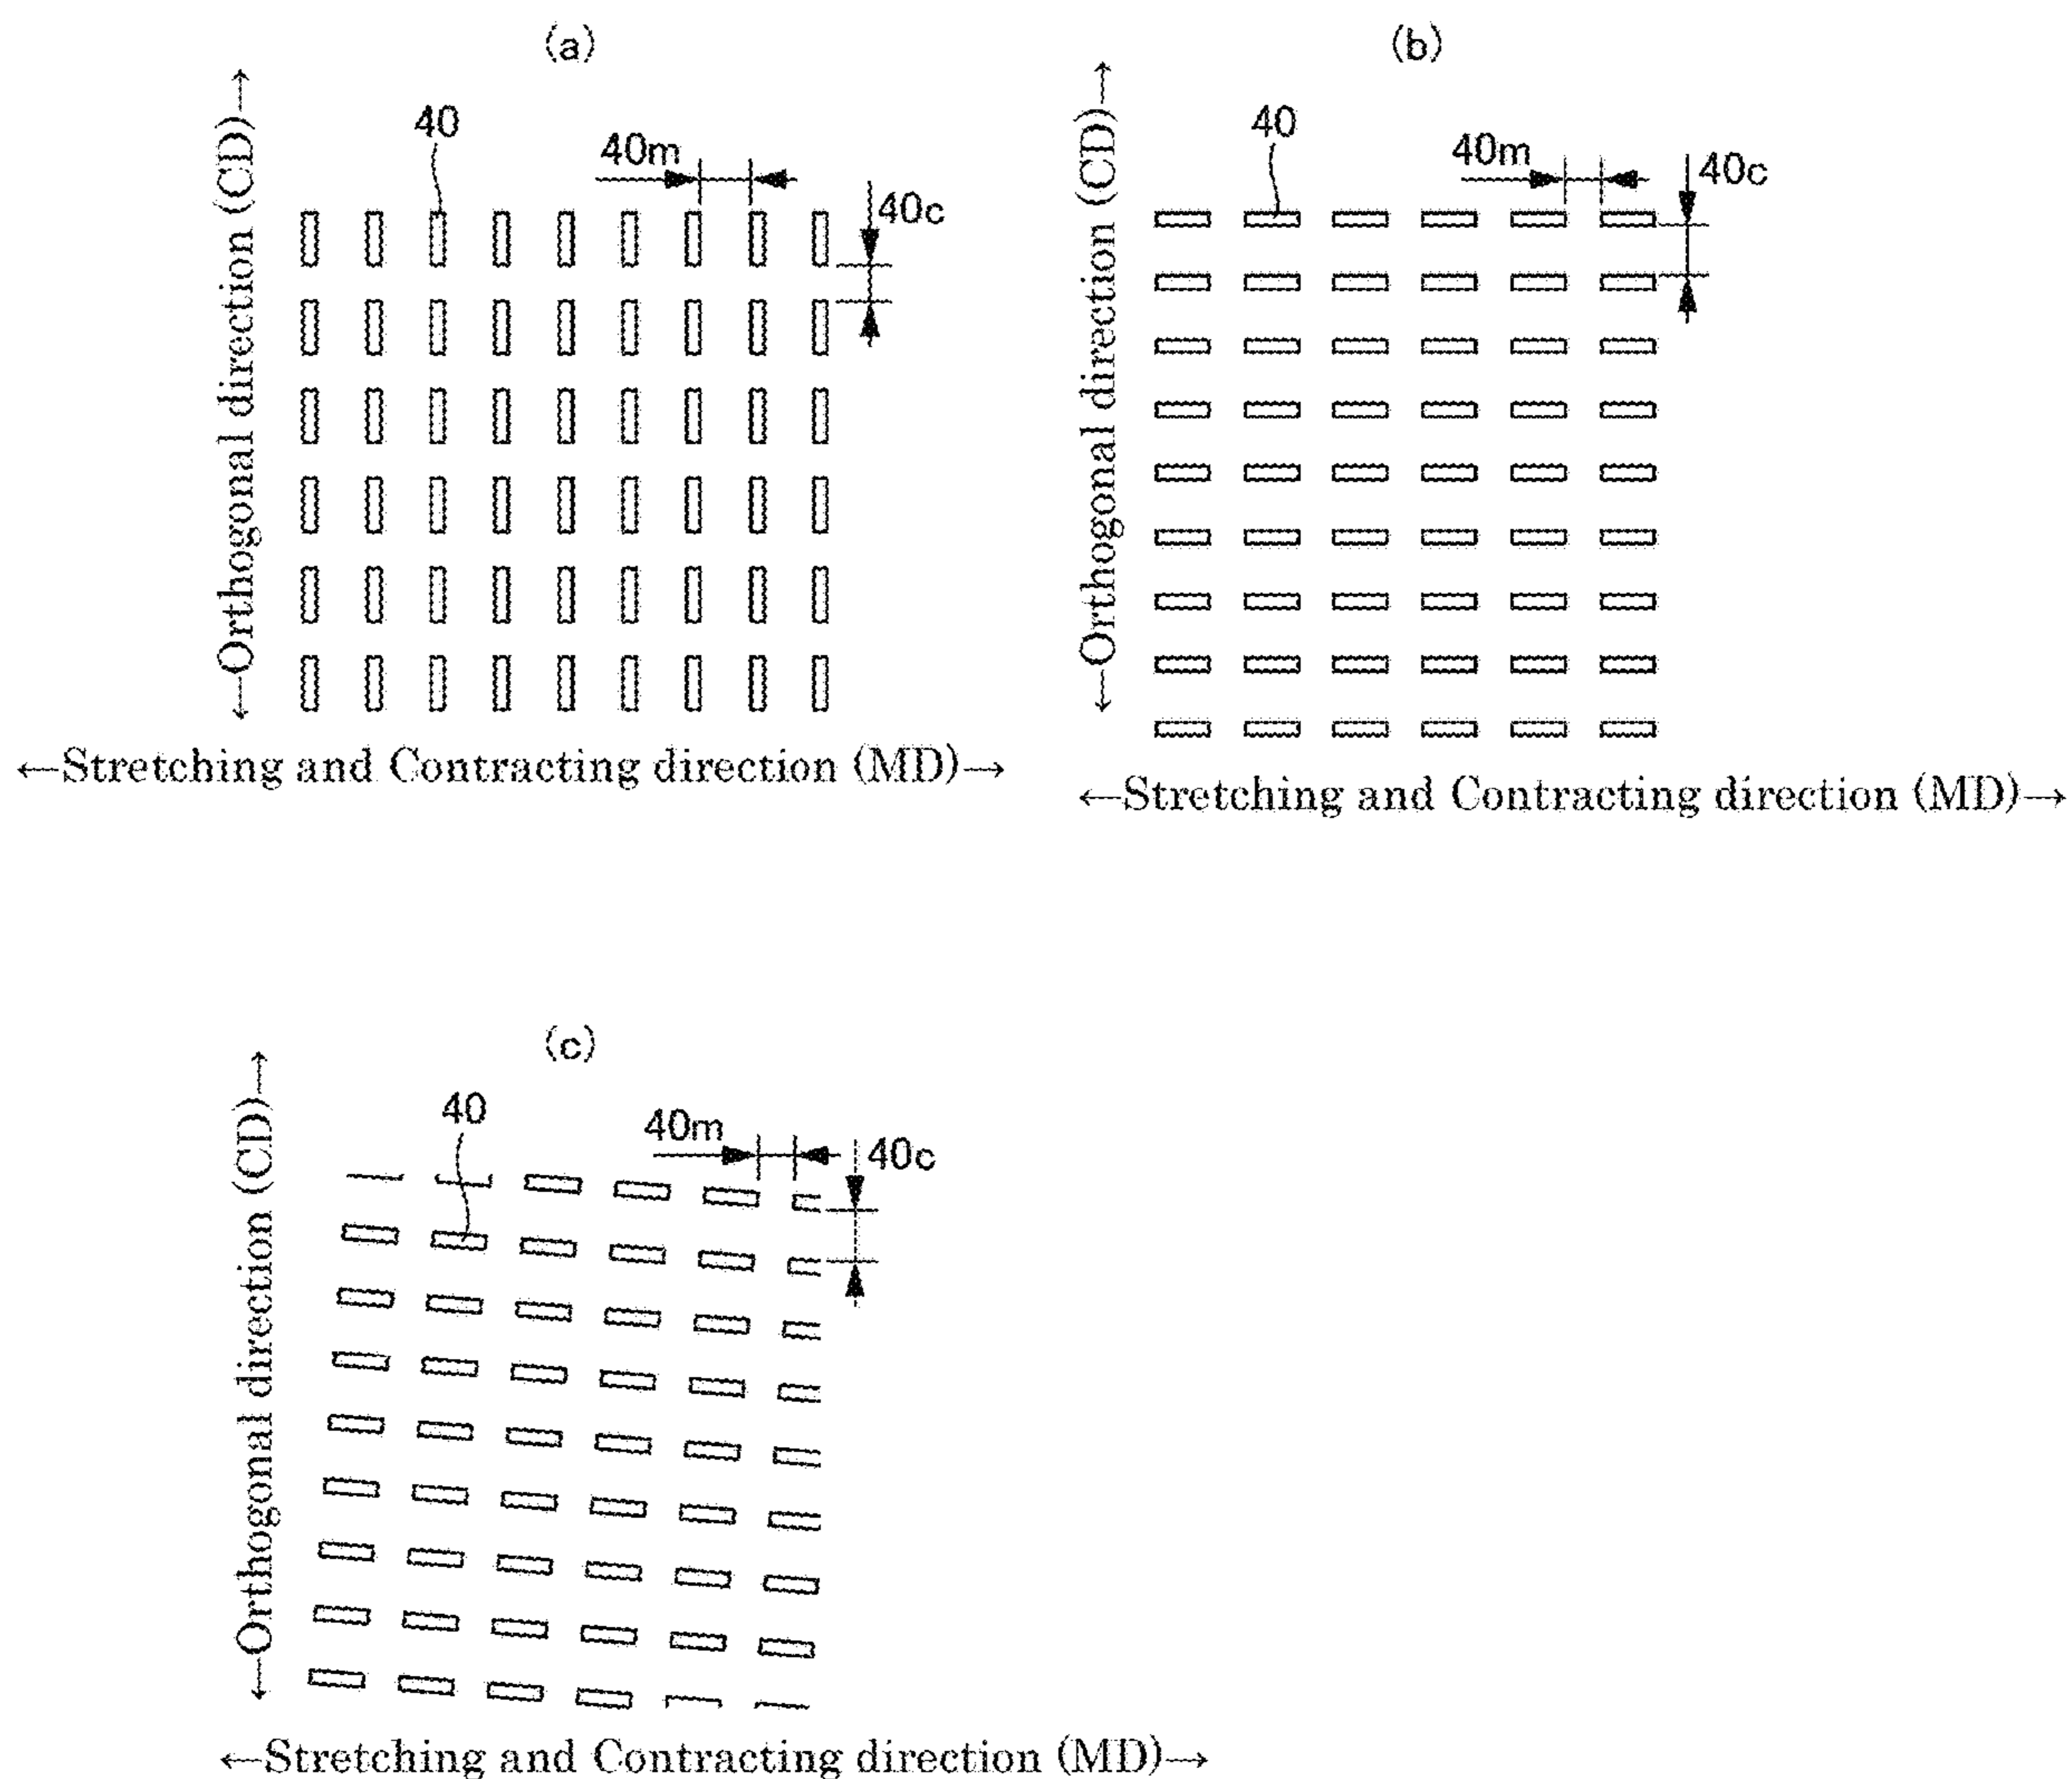 (a)
40
40m
40c
←Orthogonal direction (CD)→
←Stretching and Contracting direction (MD)→
(b)
40
40m
40c
←Orthogonal direction (CD)→
←Stretching and Contracting direction (MD)→
(c)
40
40m
40c
←Orthogonal direction (CD)→
←Stretching and Contracting direction (MD)→